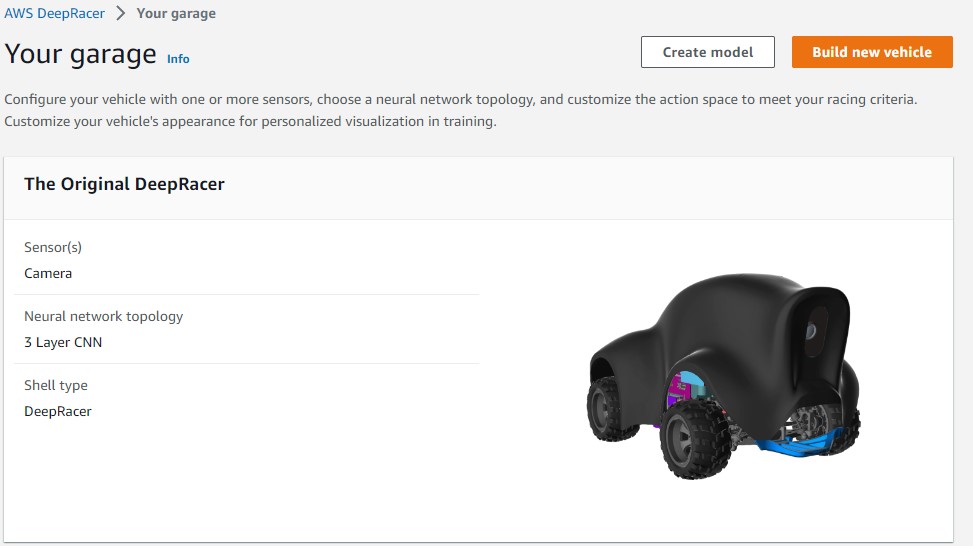 AWS DeepRacer > Your garage
Your garage Info
Create model
Build new vehicle
Configure your vehicle with one or more sensors, choose a neural network topology, and customize the action space to meet your racing criteria.
Customize your vehicle's appearance for personalized visualization in training.
The Original DeepRacer
Sensor(s)
Camera
Neural network topology
3 Layer CNN
Shell type
DeepRacer